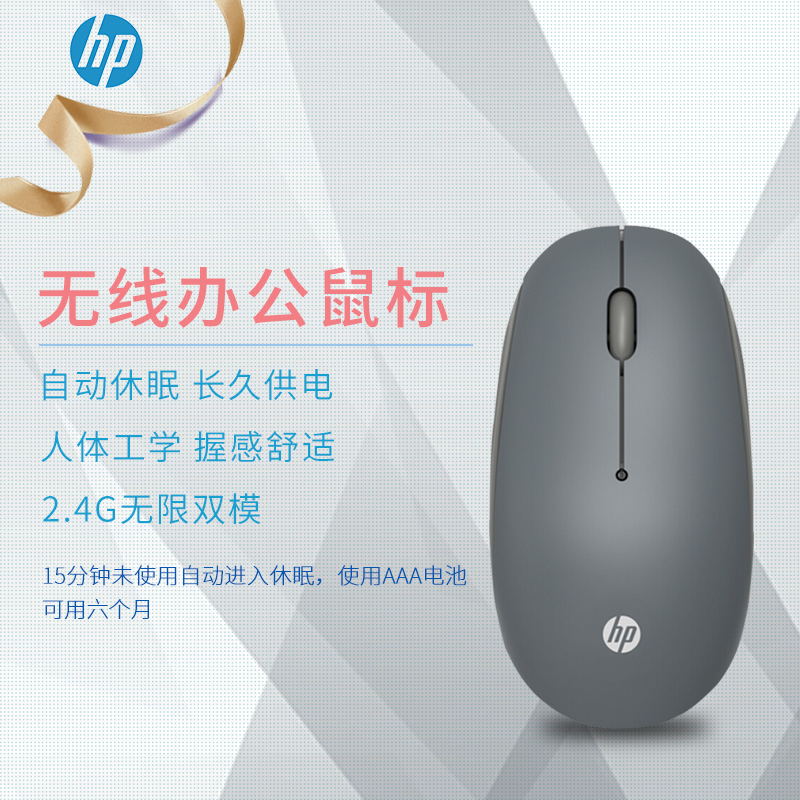 hp
无线办公鼠标
自动休眠 长久供电
人体工学 握感舒适
2.4G无限双模
15分钟未使用自动进入休眠，使用AAA电池
可用六个月
hp